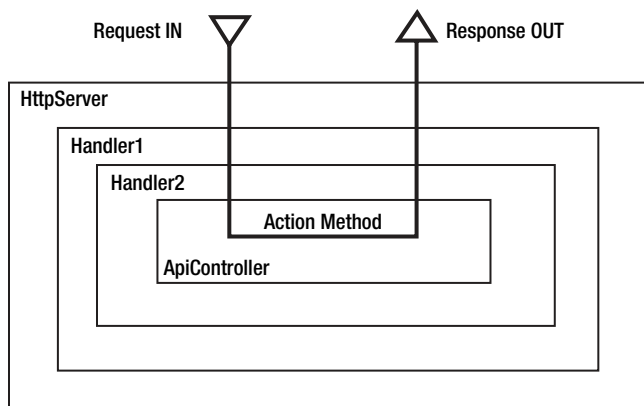 Request IN
Response OUT
HttpServer
Handler1
Handler2
Action Method
ApiController